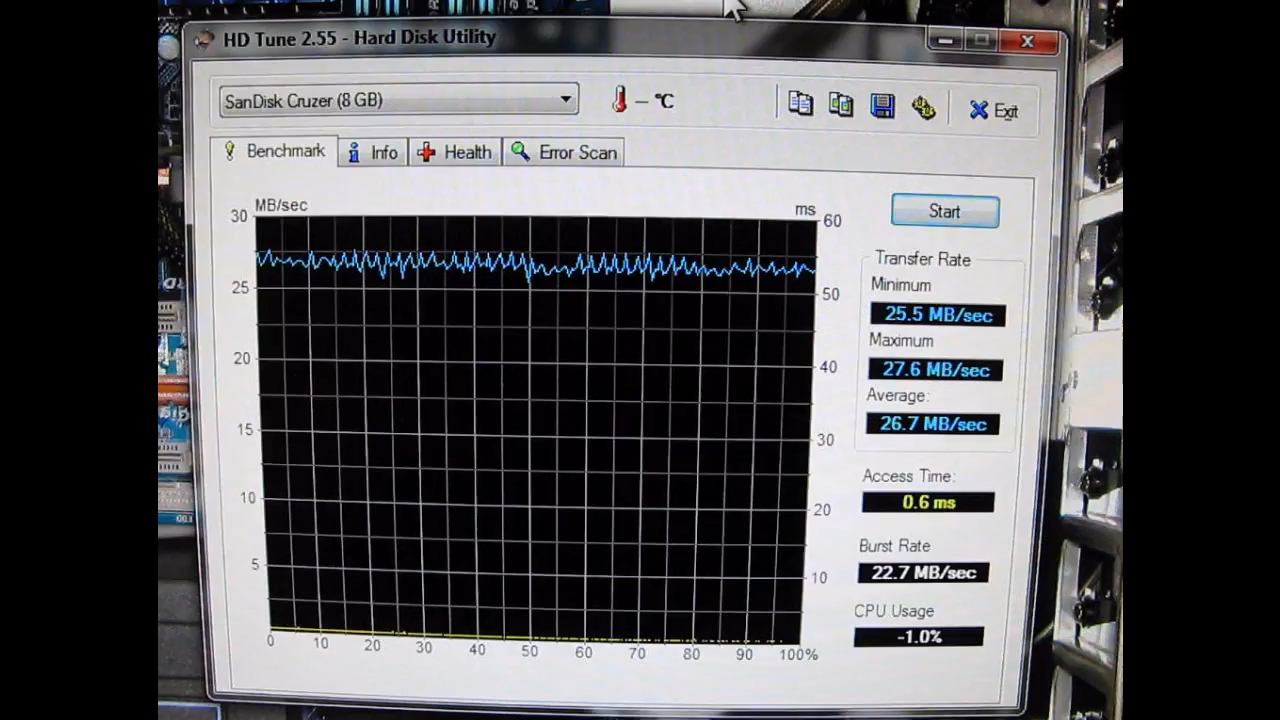 HD Tune 2.55 - Hard Disk Utility
SanDisk Cruzer (8 GB)
– °C
Exit
Benchmark
Info
Health
Error Scan
MB/sec
ms
30
25
20
15
10
5
60
50
40
30
20
10
0 10 20 30 40 50 60 70 80 90 100%
Start
Transfer Rate
Minimum
25.5 MB/sec
Maximum
27.6 MB/sec
Average:
26.7 MB/sec
Access Time:
0.6 ms
Burst Rate
22.7 MB/sec
CPU Usage
-1.0%